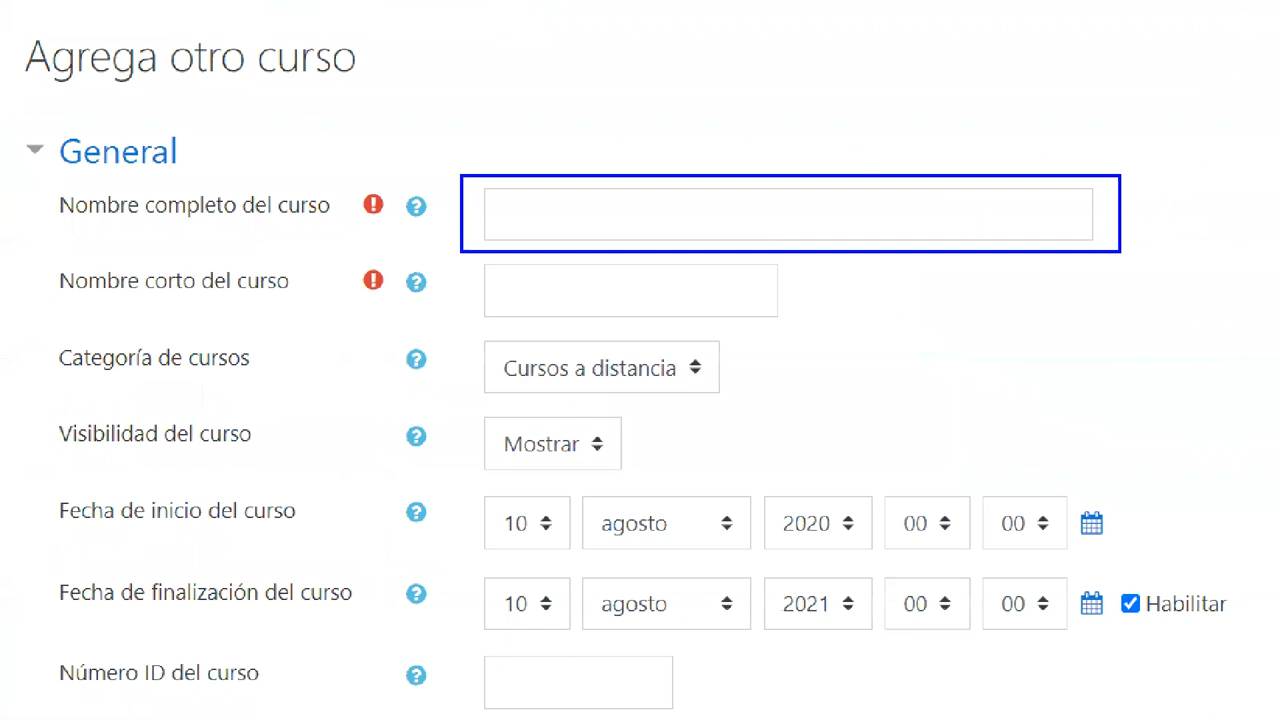 Agrega otro curso
General
Nombre completo del curso
Nombre corto del curso
Categoría de cursos Cursos a distancia
Visibilidad del curso Mostrar
Fecha de inicio del curso 10 agosto 2020 00 00
Fecha de finalización del curso 10 agosto 2021 00 00 Habilitar
Número ID del curso